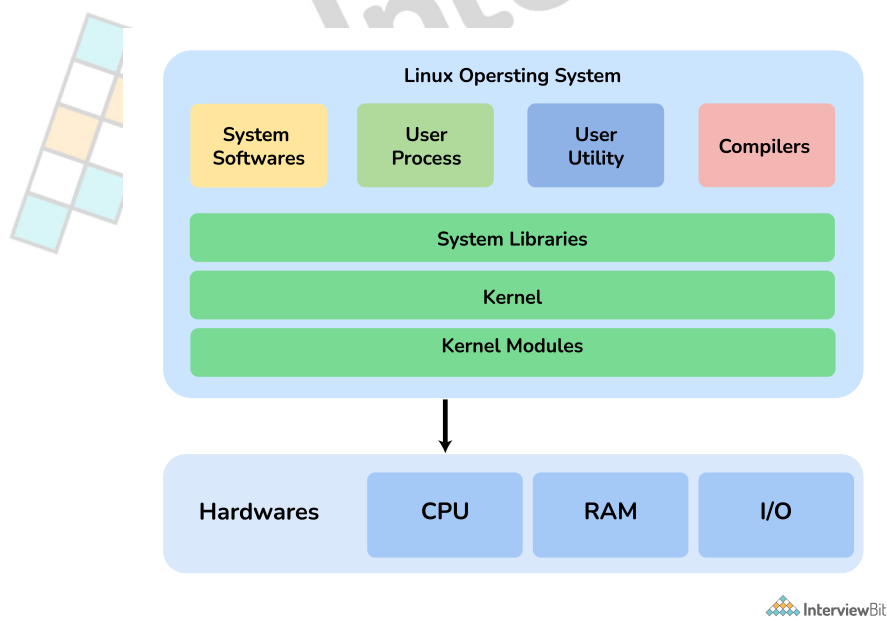 Linux Opersting System
System
Softwares
User
Process
User
Utility
Compilers
System Libraries
Kernel
Kernel Modules
Hardwares
CPU
RAM
I/O
InterviewBit